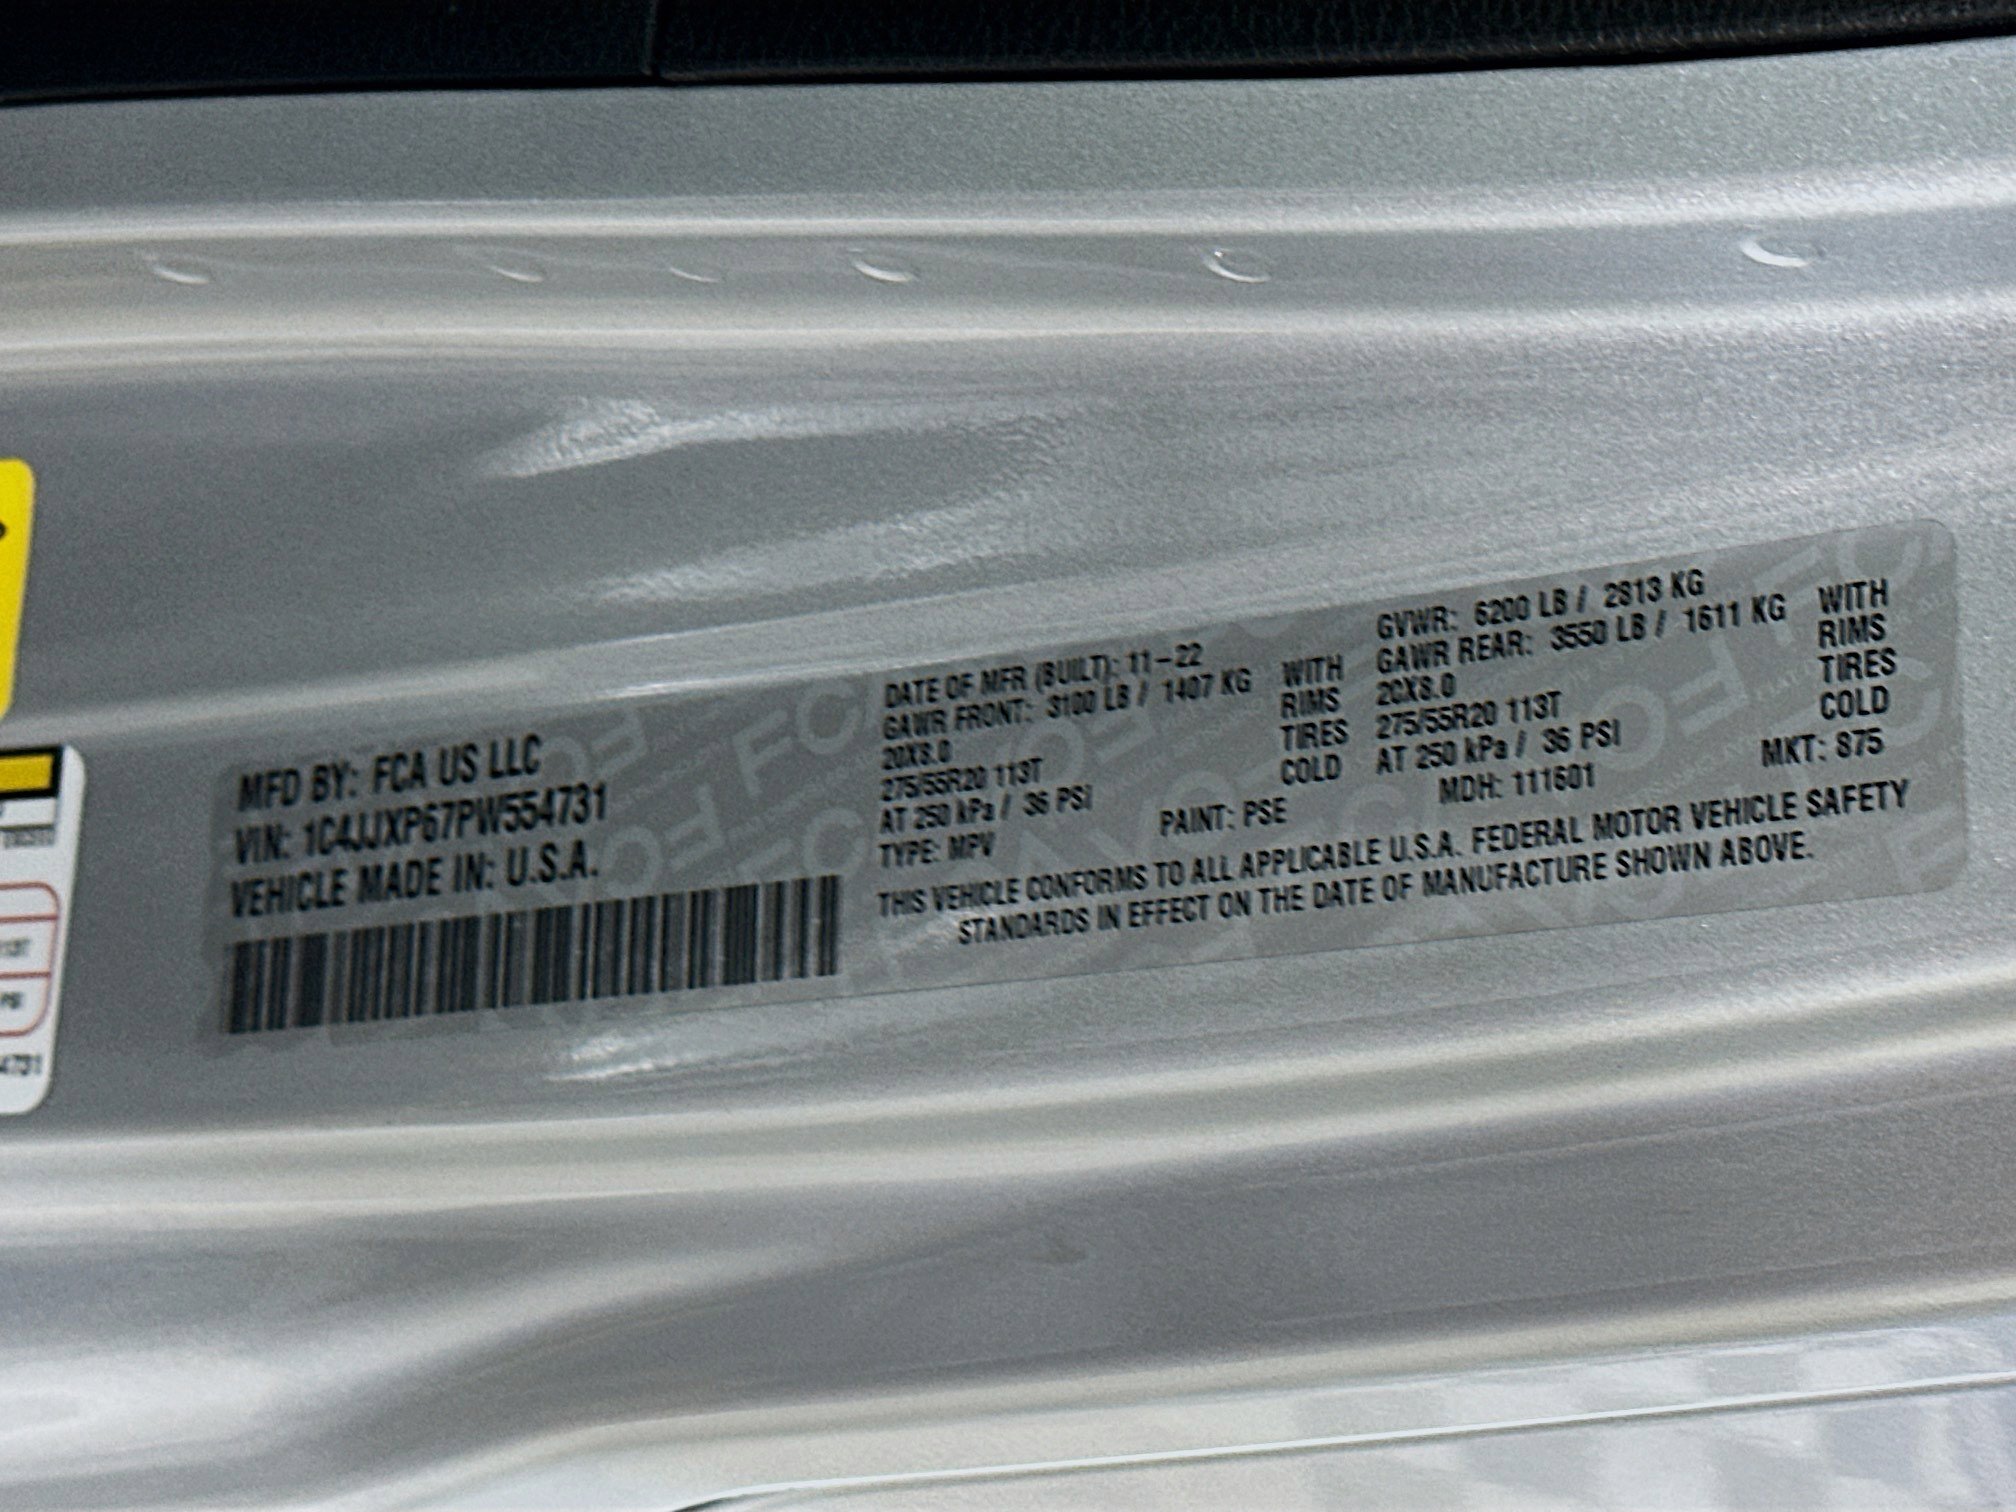 MFD BY: FCA US LLC
VIN: 1C4JJXP67PW554731
VEHICLE MADE IN: U.S.A.
DATE OF MFR (BUILT): 11-22
GAWR FRONT: 3100 LB / 1407 KG WITH
20X8.0 RIMS
275/55R20 113T TIRES
AT 250 kPa / 36 PSI COLD
TYPE: MPV
PAINT: PSE
GVWR: 6200 LB / 2813 KG
GAWR REAR: 3550 LB / 1611 KG WITH
20X8.0 RIMS
275/55R20 113T TIRES
AT 250 kPa / 36 PSI COLD
MDH: 111601
MKT: 875
THIS VEHICLE CONFORMS TO ALL APPLICABLE U.S.A. FEDERAL MOTOR VEHICLE SAFETY
STANDARDS IN EFFECT ON THE DATE OF MANUFACTURE SHOWN ABOVE.
113T
PSI
54731